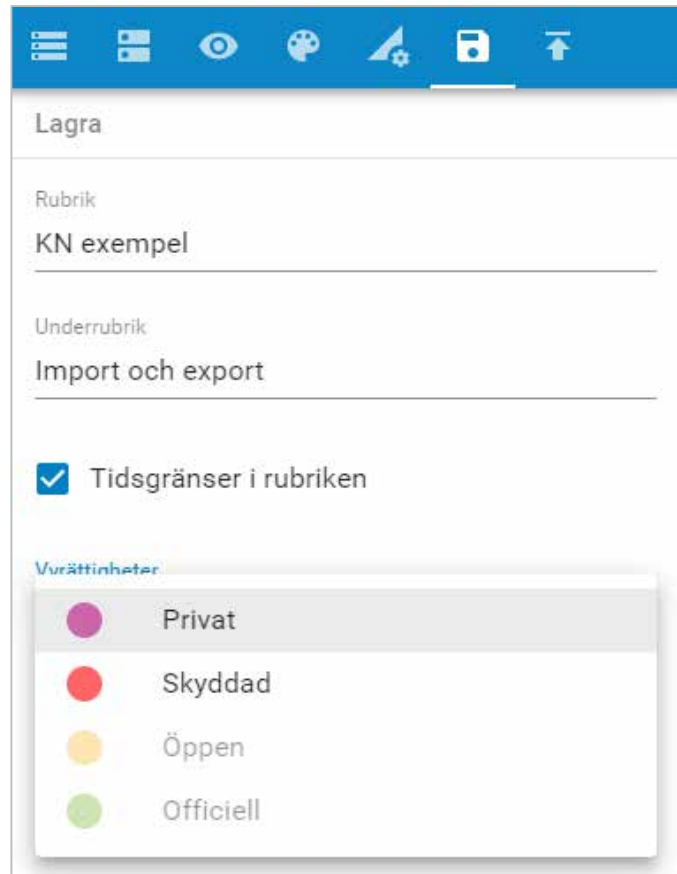 Lagra
Rubrik
KN exempel
Underrubrik
Import och export
Tidsgränser i rubriken
Vyrättigheter
Privat
Skyddad
Öppen
Officiell